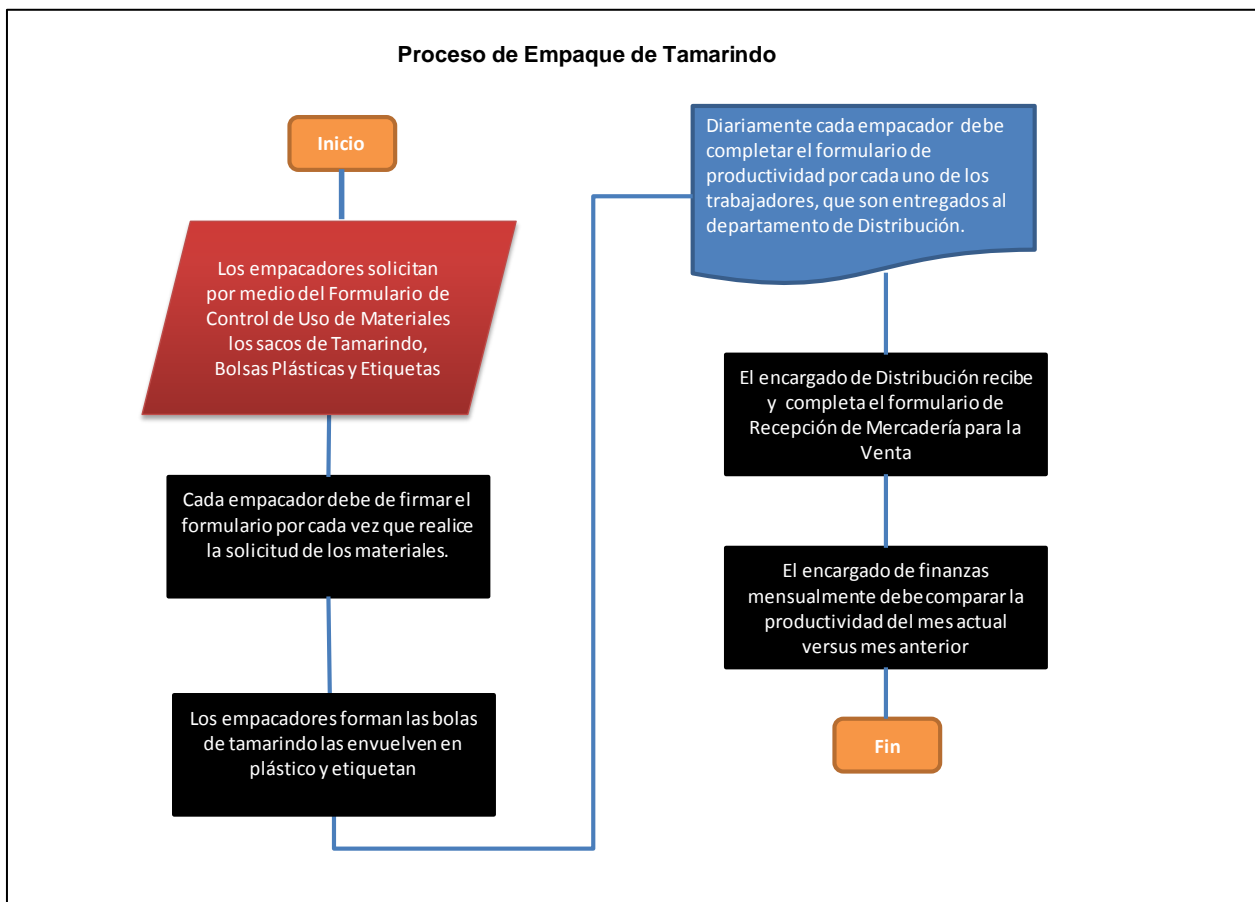 Proceso de Empaque de Tamarindo
Inicio
Los empacadores solicitan
por medio del Formulario de
Control de Uso de Materiales
los sacos de Tamarindo,
Bolsas Plásticas y Etiquetas
Cada empacador debe de firmar el
formulario por cada vez que realice
la solicitud de los materiales.
Los empacadores forman las bolas
de tamarindo las envuelven en
plástico y etiquetan
Diariamente cada empacador debe
completar el formulario de
productividad por cada uno de los
trabajadores, que son entregados al
departamento de Distribución.
El encargado de Distribución recibe
y completa el formulario de
Recepción de Mercadería para la
Venta
El encargado de finanzas
mensualmente debe comparar la
productividad del mes actual
versus mes anterior
Fin